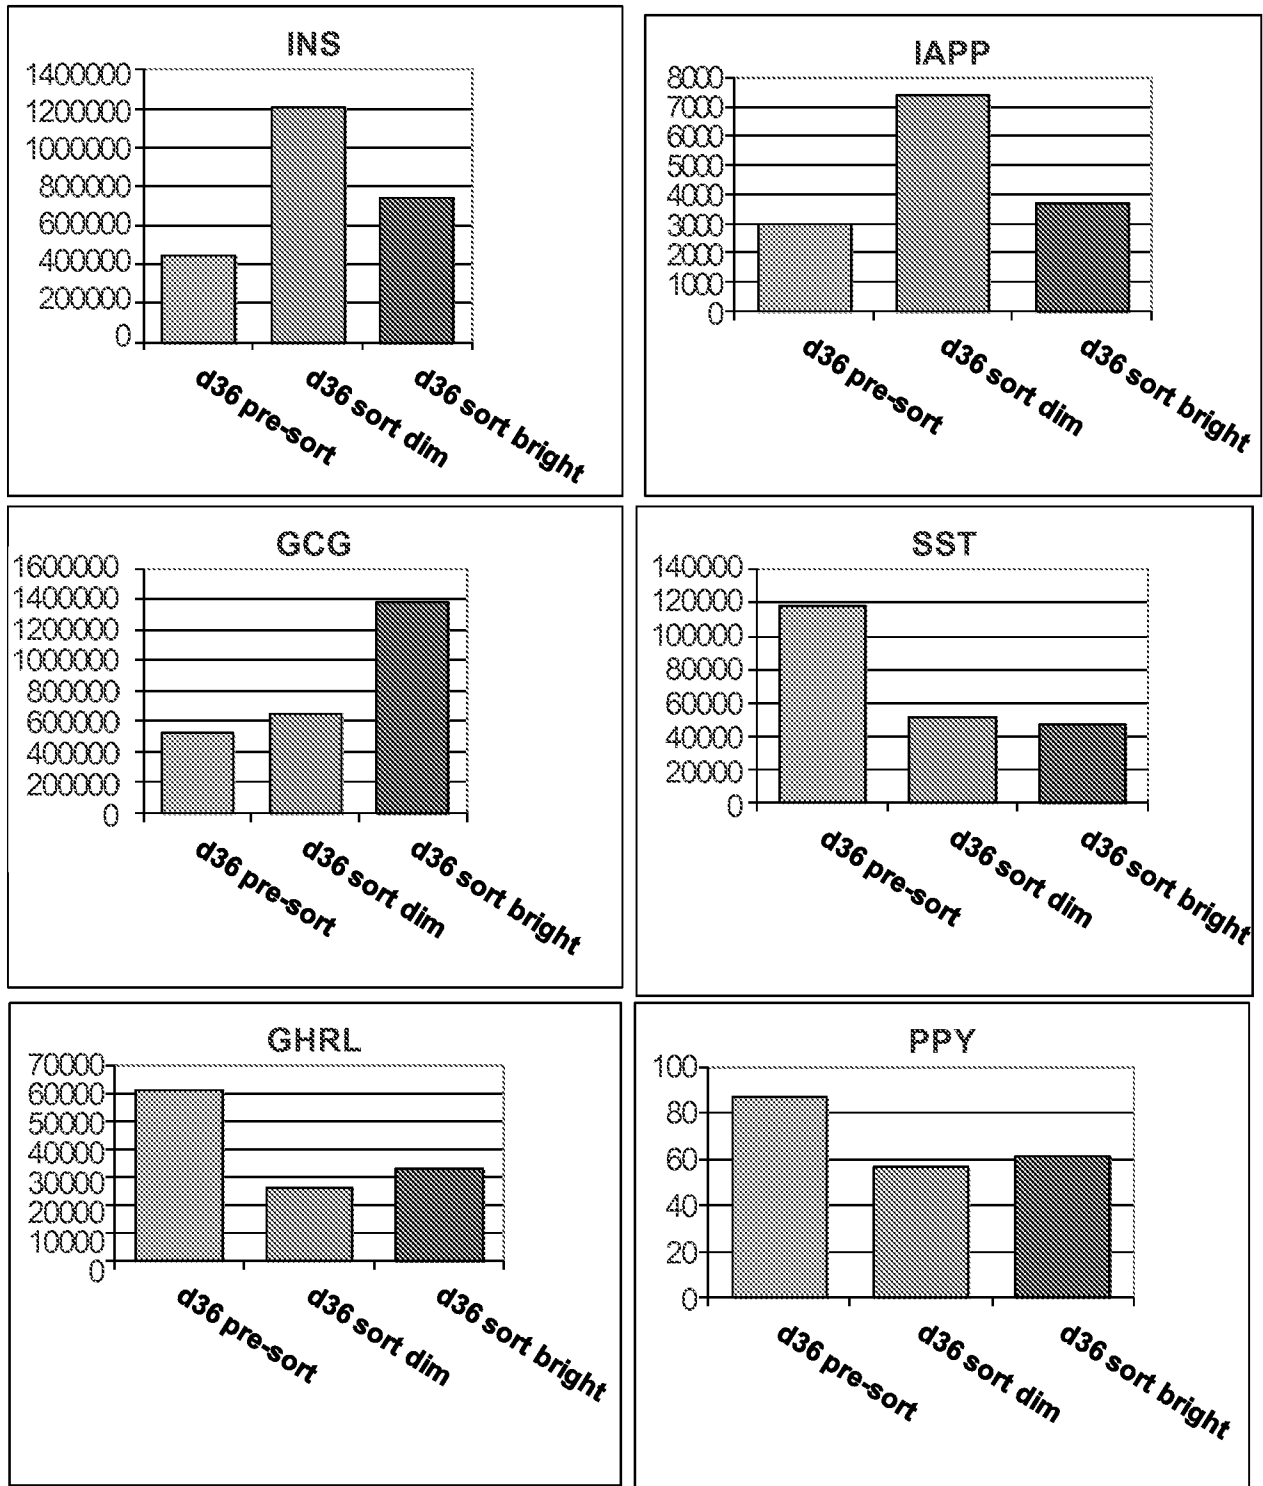 INS
1400000
1200000
1000000
800000
600000
400000
200000
0
d36 pre-sort
d36 sort dim
d36 sort bright
IAPP
8000
7000
6000
5000
4000
3000
2000
1000
0
d36 pre-sort
d36 sort dim
d36 sort bright
GCG
1600000
1400000
1200000
1000000
800000
600000
400000
200000
0
d36 pre-sort
d36 sort dim
d36 sort bright
SST
140000
120000
100000
80000
60000
40000
20000
0
d36 pre-sort
d36 sort dim
d36 sort bright
GHRL
70000
60000
50000
40000
30000
20000
10000
0
d36 pre-sort
d36 sort dim
d36 sort bright
PPY
100
80
60
40
20
0
d36 pre-sort
d36 sort dim
d36 sort bright